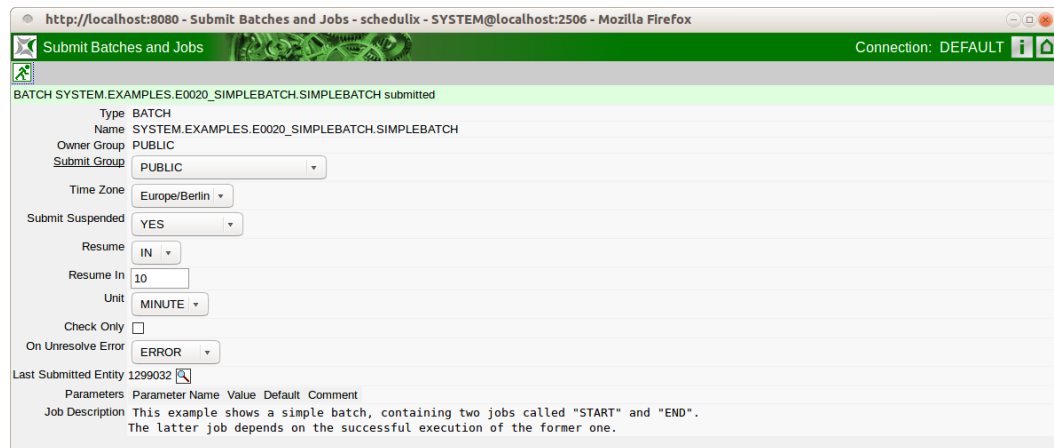 http://localhost:8080 - Submit Batches and Jobs - schedulix - SYSTEM@localhost:2506 - Mozilla Firefox
Submit Batches and Jobs Connection: DEFAULT
BATCH SYSTEM.EXAMPLES.E0020_SIMPLEBATCH.SIMPLEBATCH submitted
Type BATCH
Name SYSTEM.EXAMPLES.E0020_SIMPLEBATCH.SIMPLEBATCH
Owner Group PUBLIC
Submit Group PUBLIC
Time Zone Europe/Berlin
Submit Suspended YES
Resume IN
Resume In 10
Unit MINUTE
Check Only
On Unresolve Error ERROR
Last Submitted Entity 1299032
Parameters Parameter Name Value Default Comment
Job Description This example shows a simple batch, containing two jobs called "START" and "END".
The latter job depends on the successful execution of the former one.